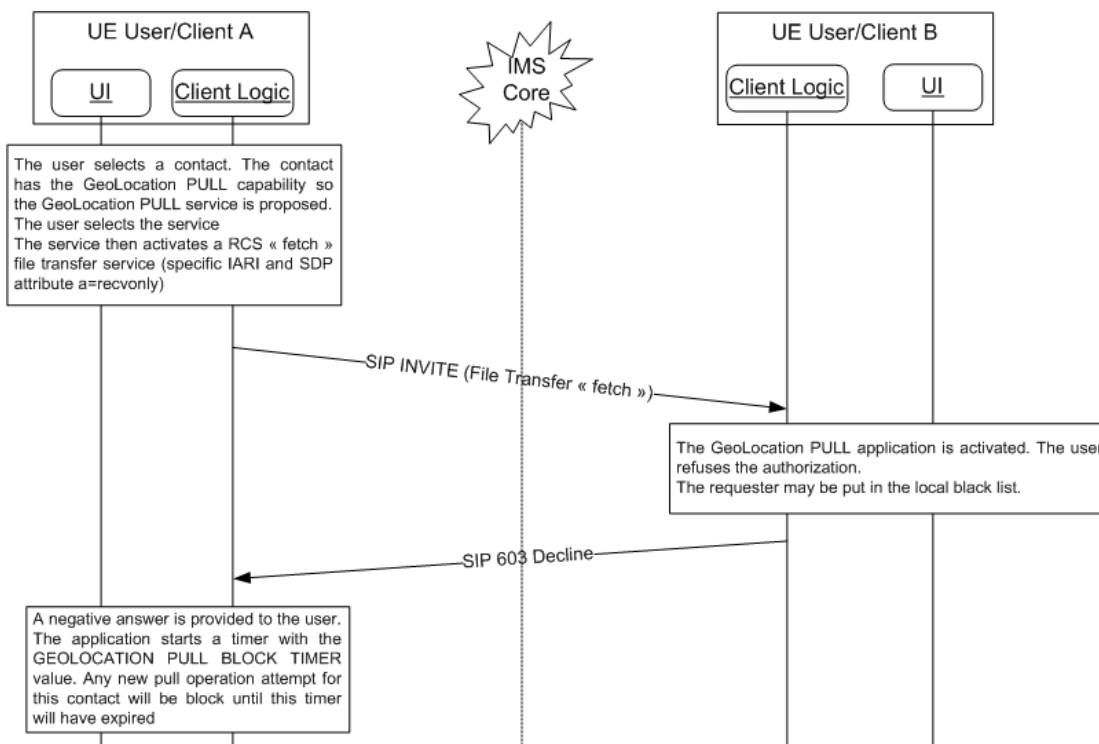 UE User/Client A
UI
Client Logic
IMS
Core
UE User/Client B
Client Logic
UI
The user selects a contact. The contact
has the GeoLocation PULL capability so
the GeoLocation PULL service is proposed.
The user selects the service
The service then activates a RCS « fetch »
file transfer service (specific IARI and SDP
attribute a=recvonly)
SIP INVITE (File Transfer « fetch »)
The GeoLocation PULL application is activated. The user
refuses the authorization.
The requester may be put in the local black list.
SIP 603 Decline
A negative answer is provided to the user.
The application starts a timer with the
GEOLOCATION PULL BLOCK TIMER
value. Any new pull operation attempt for
this contact will be block until this timer
will have expired